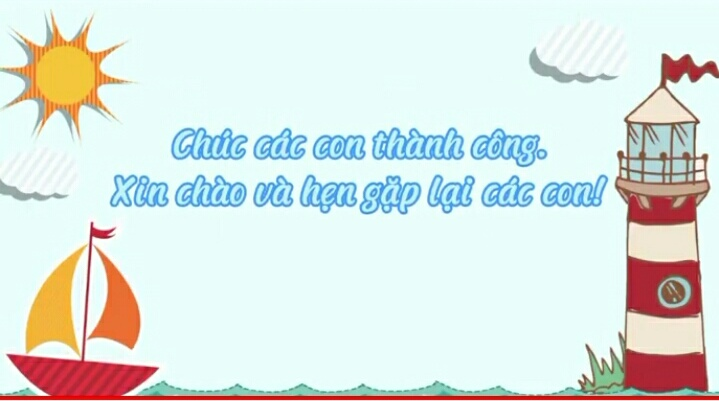 Chúc các con thành công.
Xin chào và hẹn gặp lại các con!